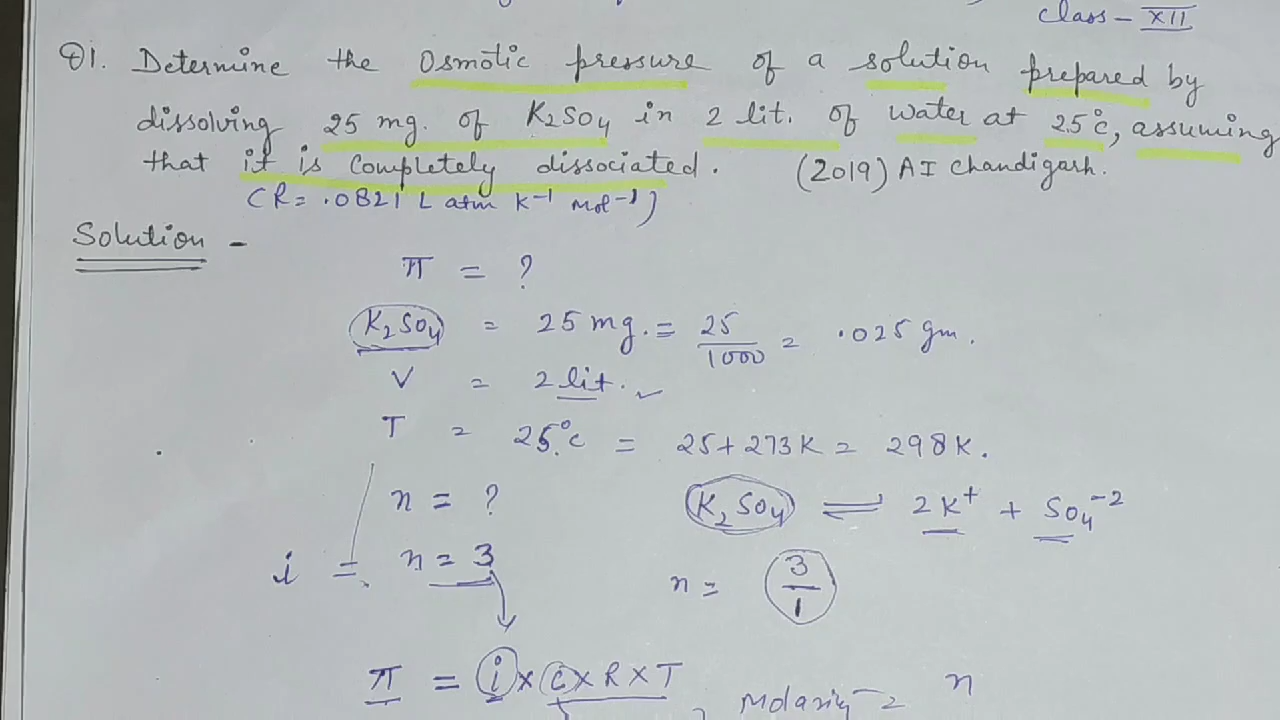 Class - XII
Q1. Determine the Osmotic pressure of a solution prepared by
dissolving 25 mg. of K₂SO₄ in 2 lit. of water at 25°C, assuming
that it is completely dissociated. (2019) AI Chandigarh.
(R = .0821 L atm K⁻¹ mol⁻¹)
Solution -
π = ?
K₂SO₄ = 25 mg. = 25/1000 = .025 gm.
V = 2 lit.
T = 25°C = 25+273K = 298K.
n = ? K₂SO₄ ⇌ 2K⁺ + SO₄⁻²
i = n = 3 n = 3/1
π = i × C × R × T, Molarity = n